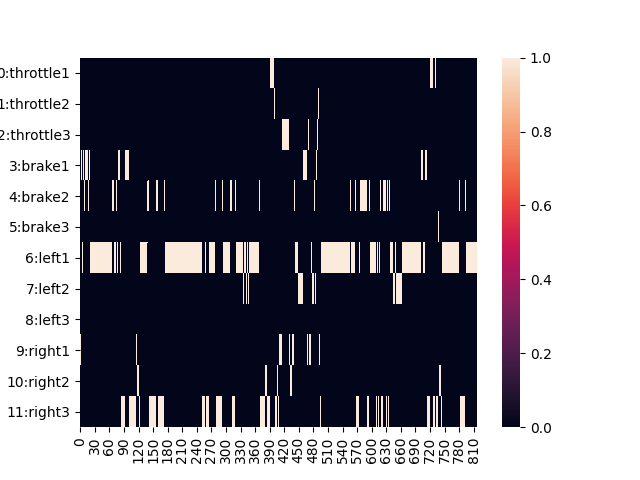 0:throttle1
1:throttle2
2:throttle3
3:brake1
4:brake2
5:brake3
6:left1
7:left2
8:left3
9:right1
10:right2
11:right3
0 30 60 90 120 150 180 210 240 270 300 330 360 390 420 450 480 510 540 570 600 630 660 690 720 750 780 810
1.0
0.8
0.6
0.4
0.2
0.0